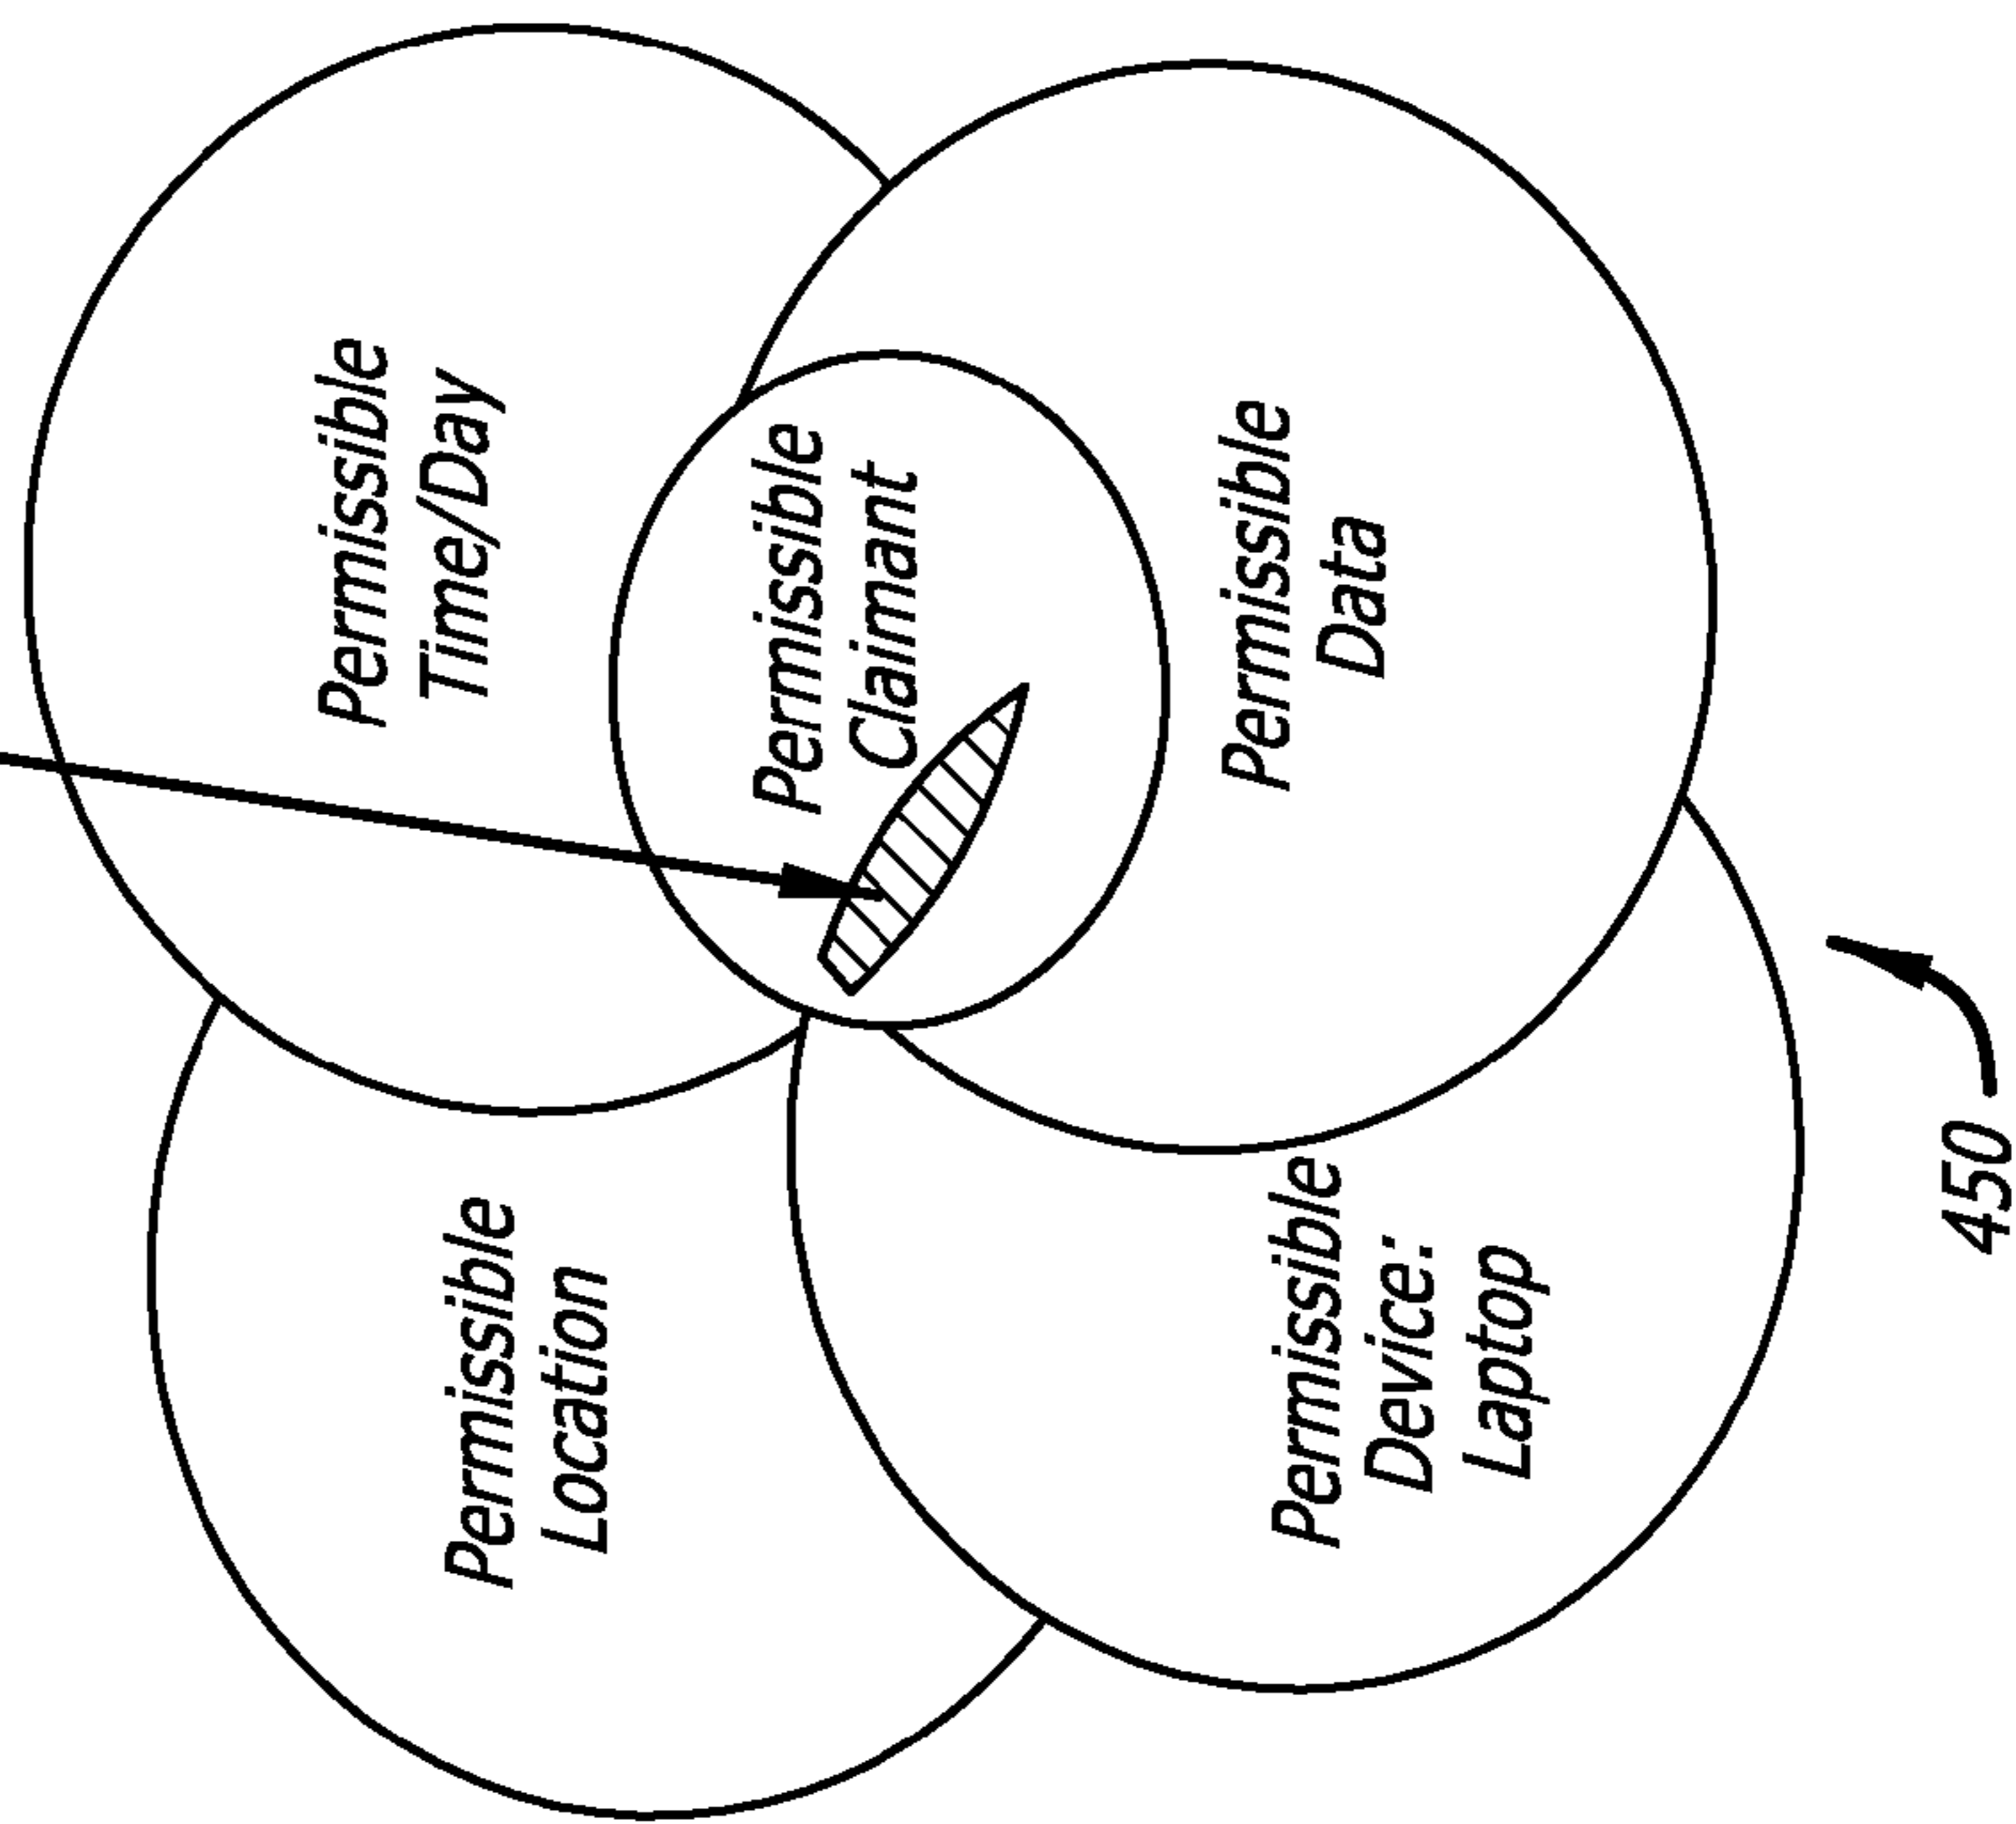 Permissible
Location
Permissible
Time/Day
Permissible
Claimant
Permissible
Device:
Laptop
Permissible
Data
450